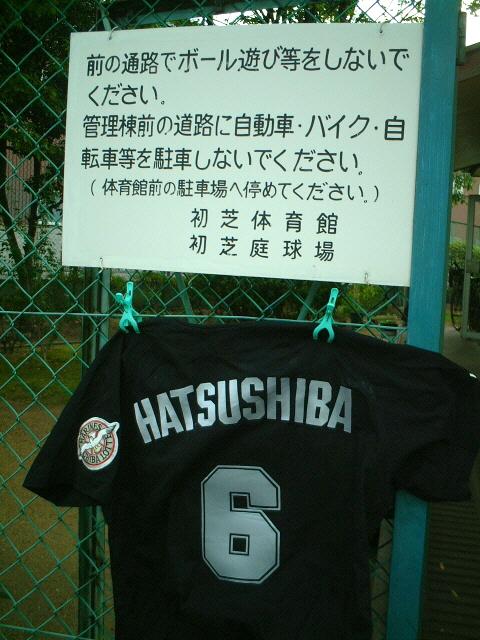 前の通路でボール遊び等をしないで
ください。
管理棟前の道路に自動車・バイク・自
転車等を駐車しないでください。
(体育館前の駐車場へ停めてください。)
初芝体育館
初芝庭球場
HATSUSHIBA
6
MARINES
CHIBA LOTTE